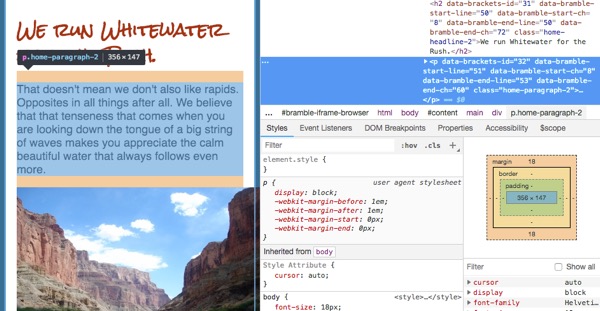 We run Whitewater
Rush.
p.home-paragraph-2 | 356×147
That doesn't mean we don't also like rapids.
Opposites in all things after all. We believe
that that tenseness that comes when you
are looking down the tongue of a big string
of waves makes you appreciate the calm
beautiful water that always follows even
more.
<h2 data-brackets-id="31" data-bramble-
start-line="50" data-bramble-start-ch=
"8" data-bramble-end-line="50" data-
bramble-end-ch="72" class="home-
headline-2">We run Whitewater for the
Rush.</h2>
<p data-brackets-id="32" data-bramble-
start-line="51" data-bramble-start-ch=
"8" data-bramble-end-line="53" data-
bramble-end-ch="60" class="home-paragraph-2">…
</p> == $0
… #bramble-iframe-browser html body #content main div p.home-paragraph-2
Styles Event Listeners DOM Breakpoints Properties Accessibility $scope
Filter :hov .cls +
element.style {
}
p { user agent stylesheet
display: block;
-webkit-margin-before: 1em;
-webkit-margin-after: 1em;
-webkit-margin-start: 0px;
-webkit-margin-end: 0px;
}
Inherited from body
Style Attribute {
cursor: auto;
}
body { <style>…</style>
font-size: 18px;
margin 18
border -
padding -
- - - 356 × 147 - - -
-
-
18
Filter Show all
cursor auto
display block
font-family Helveti…